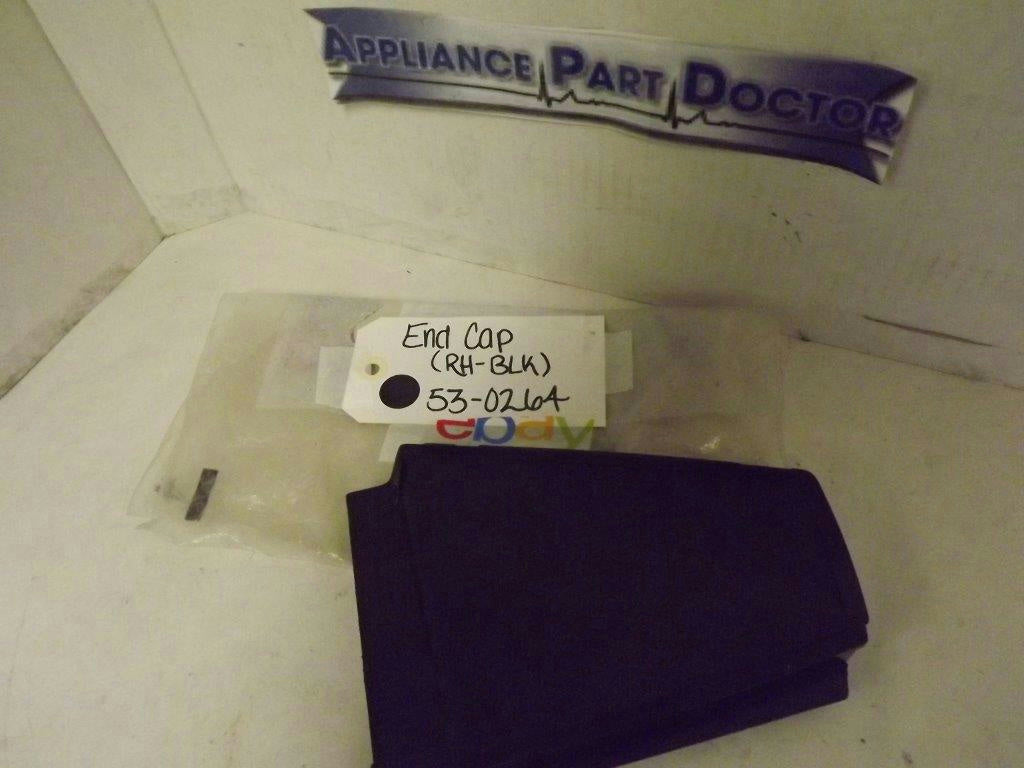 APPLIANCE PART DOCTOR
End Cap
(RH-BLK)
53-0264
ebay